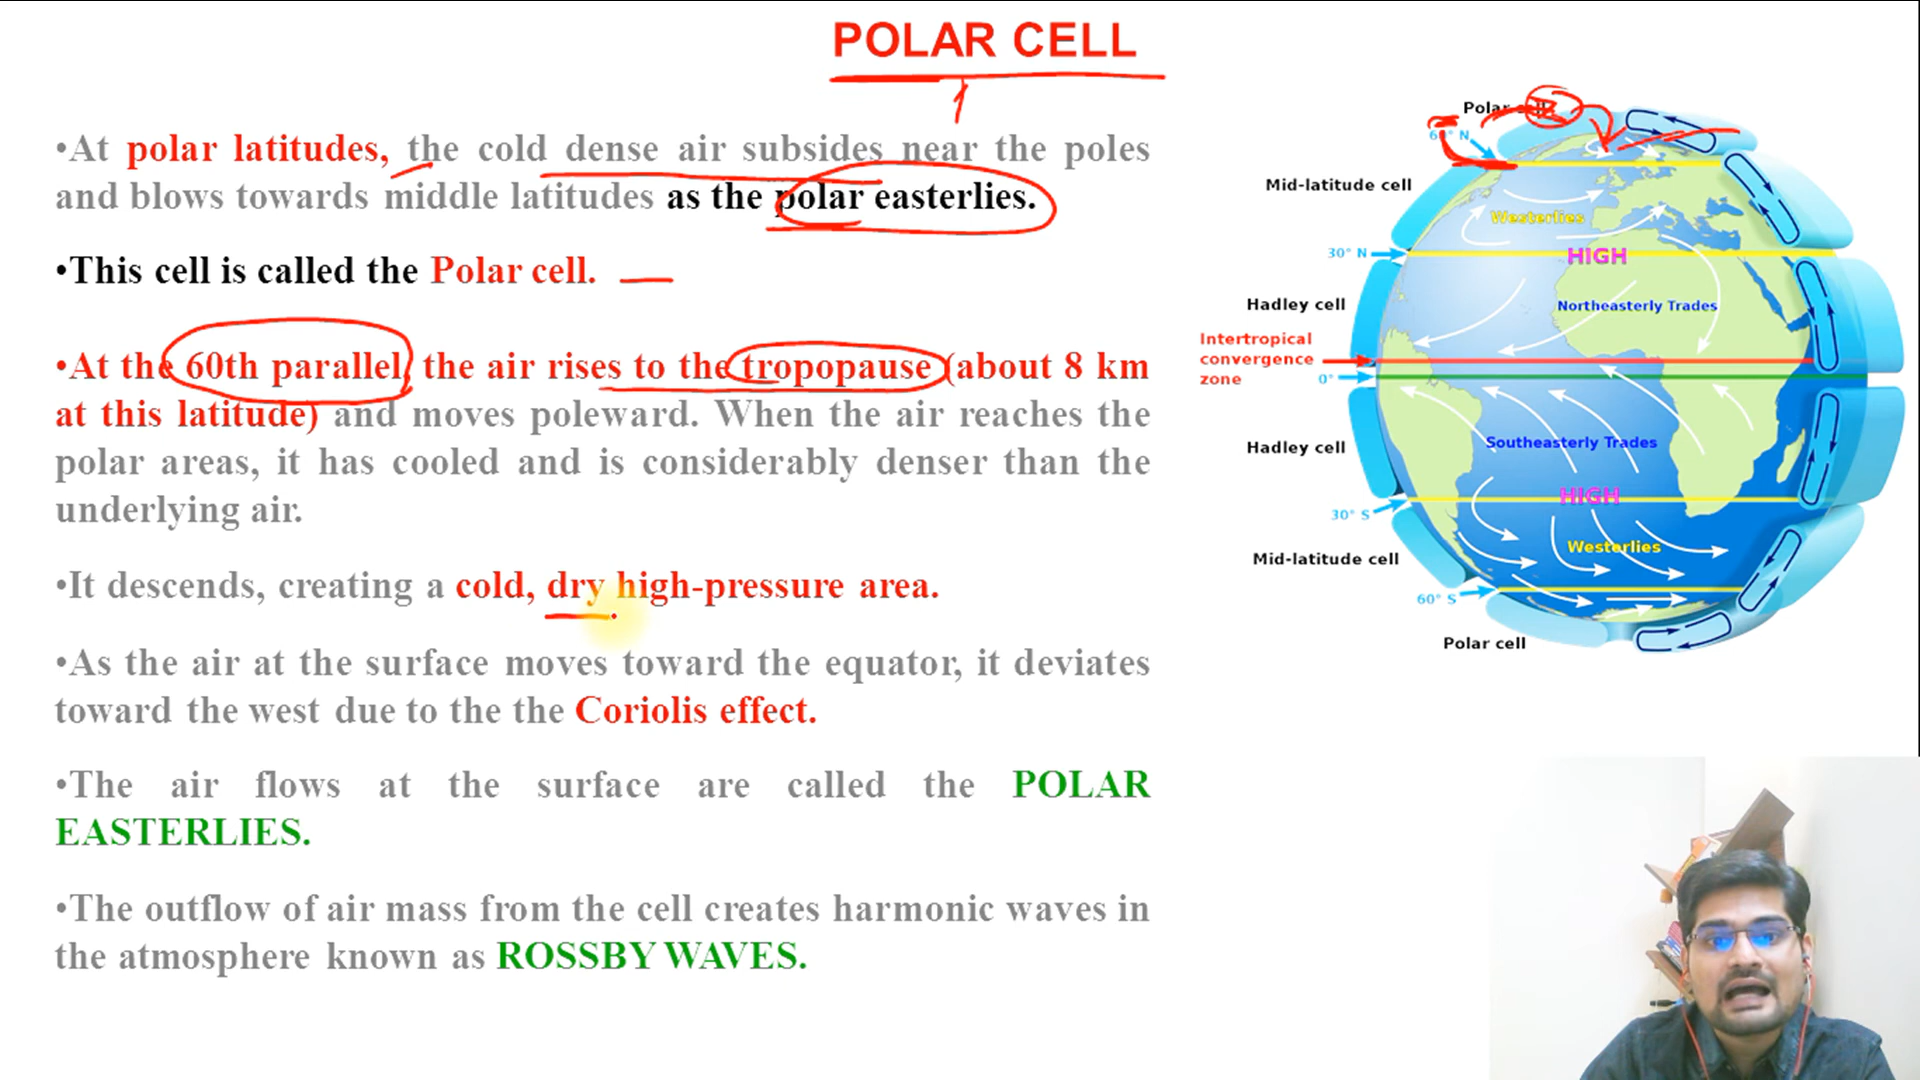 POLAR CELL
•At polar latitudes, the cold dense air subsides near the poles
and blows towards middle latitudes as the polar easterlies.
•This cell is called the Polar cell.
•At the 60th parallel, the air rises to the tropopause (about 8 km
at this latitude) and moves poleward. When the air reaches the
polar areas, it has cooled and is considerably denser than the
underlying air.
•It descends, creating a cold, dry high-pressure area.
•As the air at the surface moves toward the equator, it deviates
toward the west due to the the Coriolis effect.
•The air flows at the surface are called the POLAR
EASTERLIES.
•The outflow of air mass from the cell creates harmonic waves in
the atmosphere known as ROSSBY WAVES.
Polar cell
60° N
Mid-latitude cell
Westerlies
30° N
HIGH
Hadley cell
Northeasterly Trades
Intertropical
convergence
zone
0°
Hadley cell
Southeasterly Trades
HIGH
30° S
Westerlies
Mid-latitude cell
60° S
Polar cell